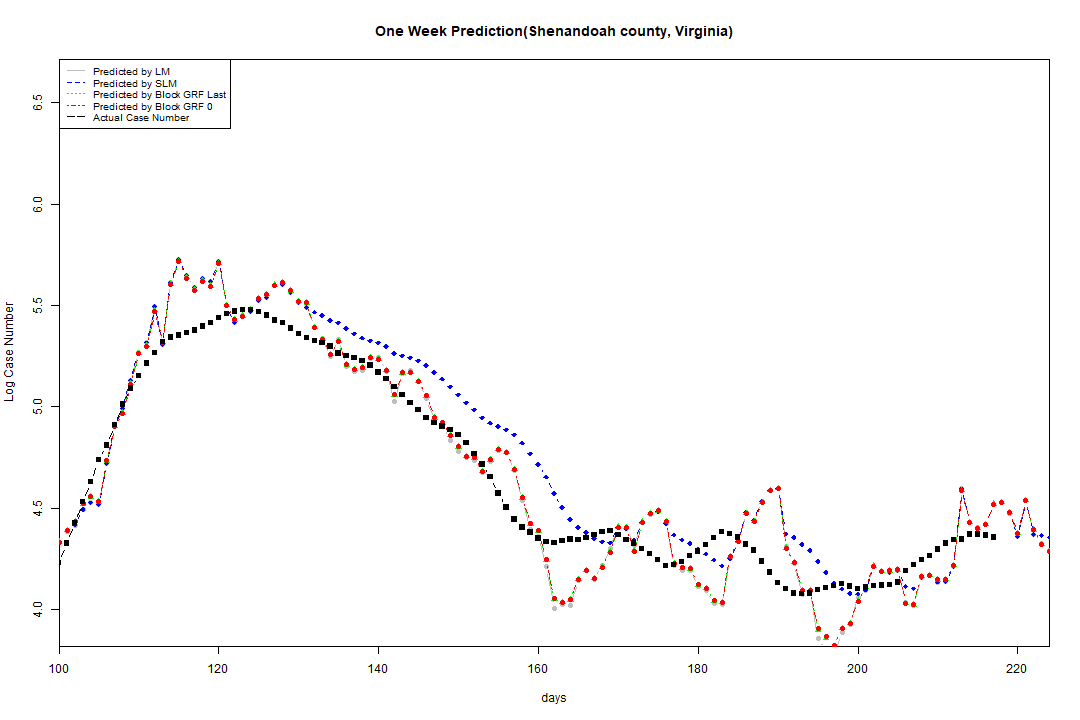 One Week Prediction(Shenandoah county, Virginia)
Predicted by LM
Predicted by SLM
Predicted by Block GRF Last
Predicted by Block GRF 0
Actual Case Number
Log Case Number
6.5
6.0
5.5
5.0
4.5
4.0
100 120 140 160 180 200 220
days